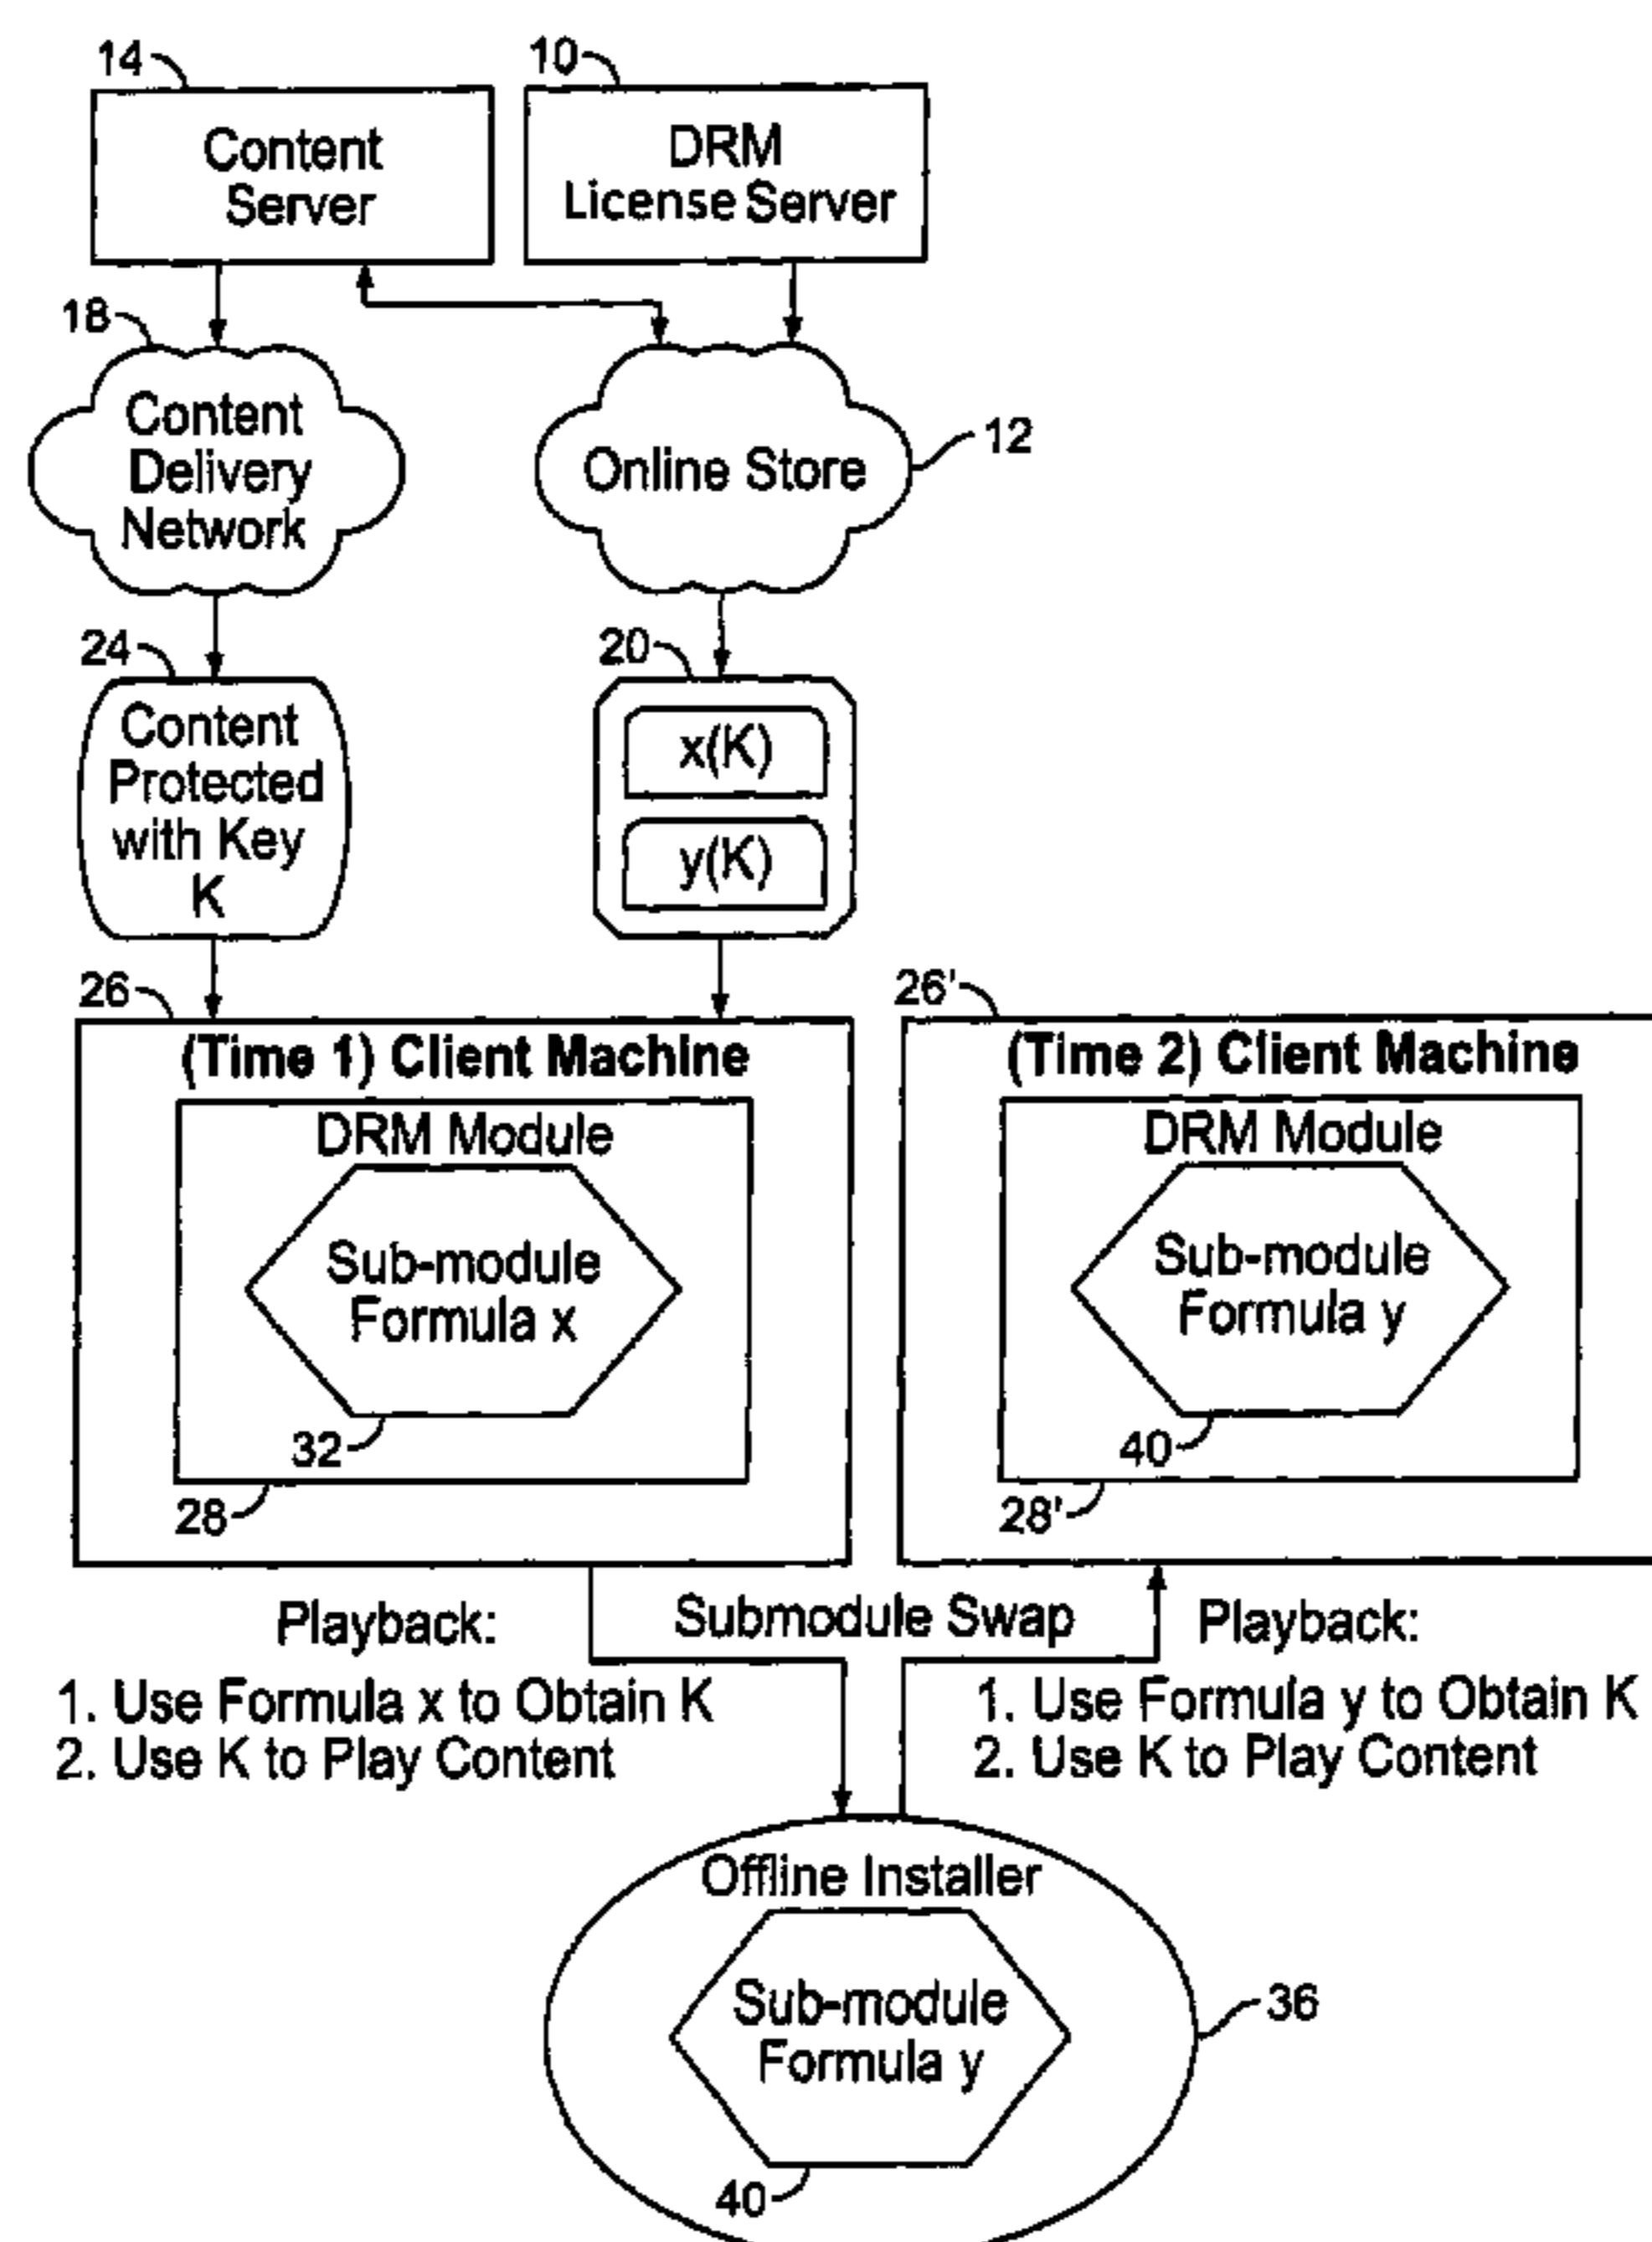 14
10
Content
Server
DRM
License Server
18
Content
Delivery
Network
Online Store
12
24
20
Content
Protected
with Key
K
x(K)
y(K)
26
26'
(Time 1) Client Machine
DRM Module
Sub-module
Formula x
32
28
(Time 2) Client Machine
DRM Module
Sub-module
Formula y
40
28'
Playback:
1. Use Formula x to Obtain K
2. Use K to Play Content
Submodule Swap
Playback:
1. Use Formula y to Obtain K
2. Use K to Play Content
Offline Installer
Sub-module
Formula y
36
40